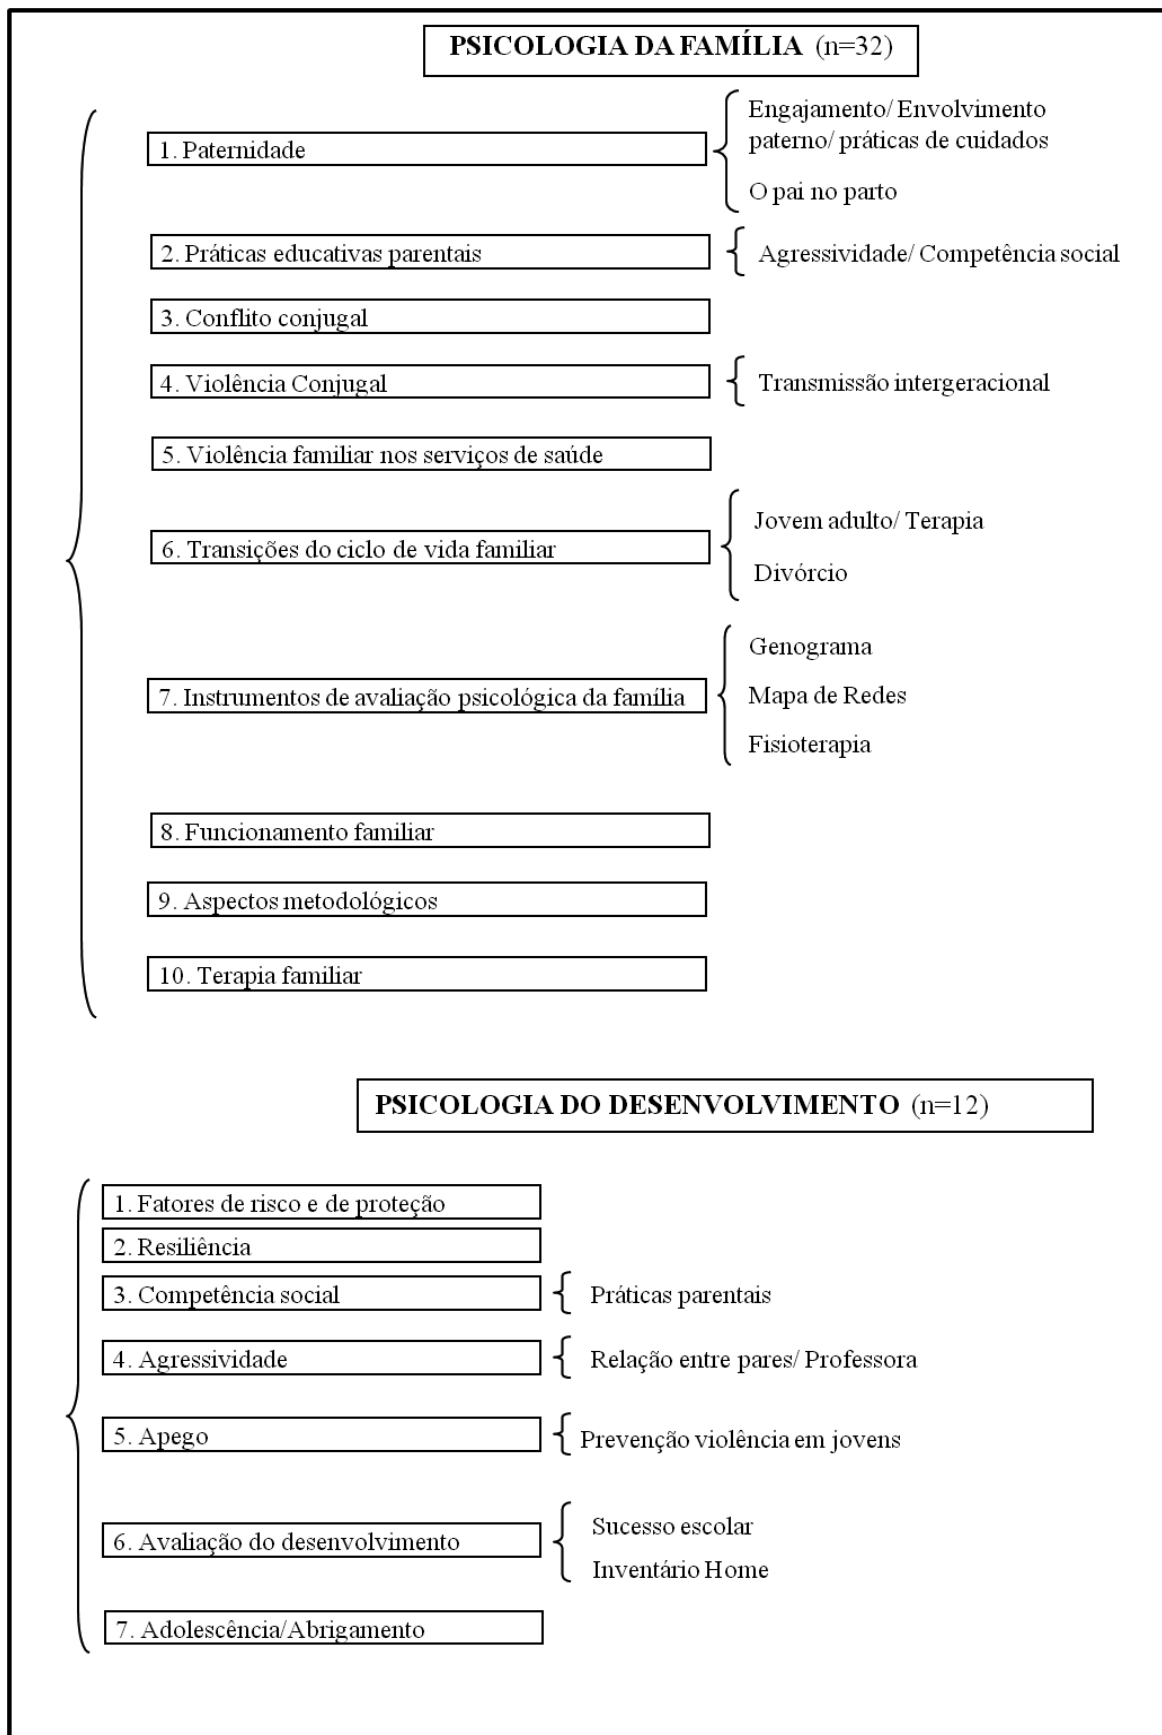 PSICOLOGIA DA FAMÍLIA (n=32)
1. Paternidade
Engajamento/ Envolvimento
paterno/ práticas de cuidados
O pai no parto
2. Práticas educativas parentais
Agressividade/ Competência social
3. Conflito conjugal
4. Violência Conjugal
Transmissão intergeracional
5. Violência familiar nos serviços de saúde
6. Transições do ciclo de vida familiar
Jovem adulto/ Terapia
Divórcio
7. Instrumentos de avaliação psicológica da família
Genograma
Mapa de Redes
Fisioterapia
8. Funcionamento familiar
9. Aspectos metodológicos
10. Terapia familiar
PSICOLOGIA DO DESENVOLVIMENTO (n=12)
1. Fatores de risco e de proteção
2. Resiliência
3. Competência social
Práticas parentais
4. Agressividade
Relação entre pares/ Professora
5. Apego
Prevenção violência em jovens
6. Avaliação do desenvolvimento
Sucesso escolar
Inventário Home
7. Adolescência/Abrigamento